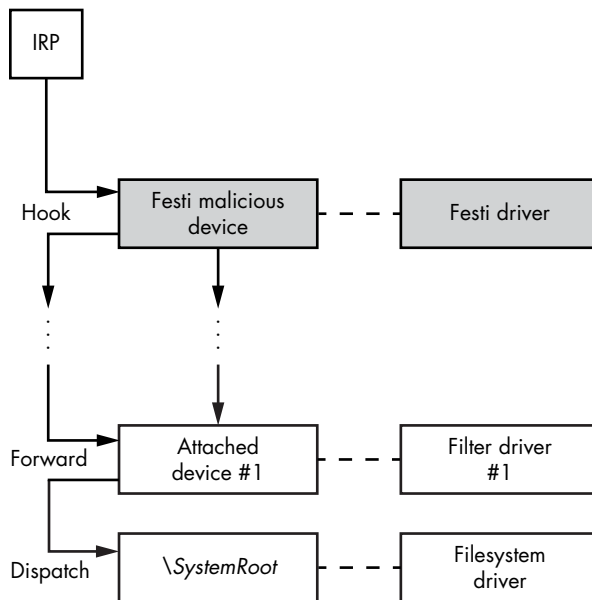 IRP
Hook
Festi malicious
device
Festi driver
Forward
Attached
device #1
Filter driver
#1
Dispatch
\SystemRoot
Filesystem
driver